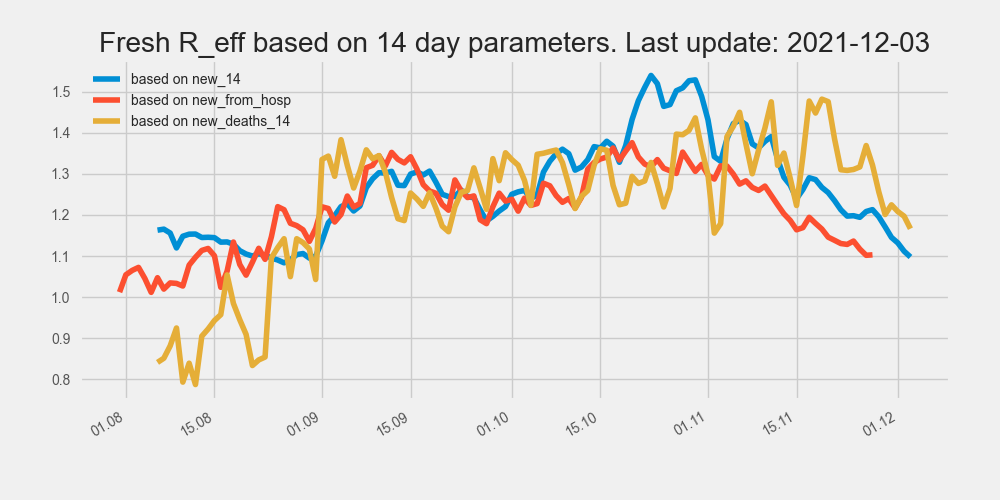 Fresh R_eff based on 14 day parameters. Last update: 2021-12-03
based on new_14
based on new_from_hosp
based on new_deaths_14
1.5
1.4
1.3
1.2
1.1
1.0
0.9
0.8
01.08 15.08 01.09 15.09 01.10 15.10 01.11 15.11 01.12